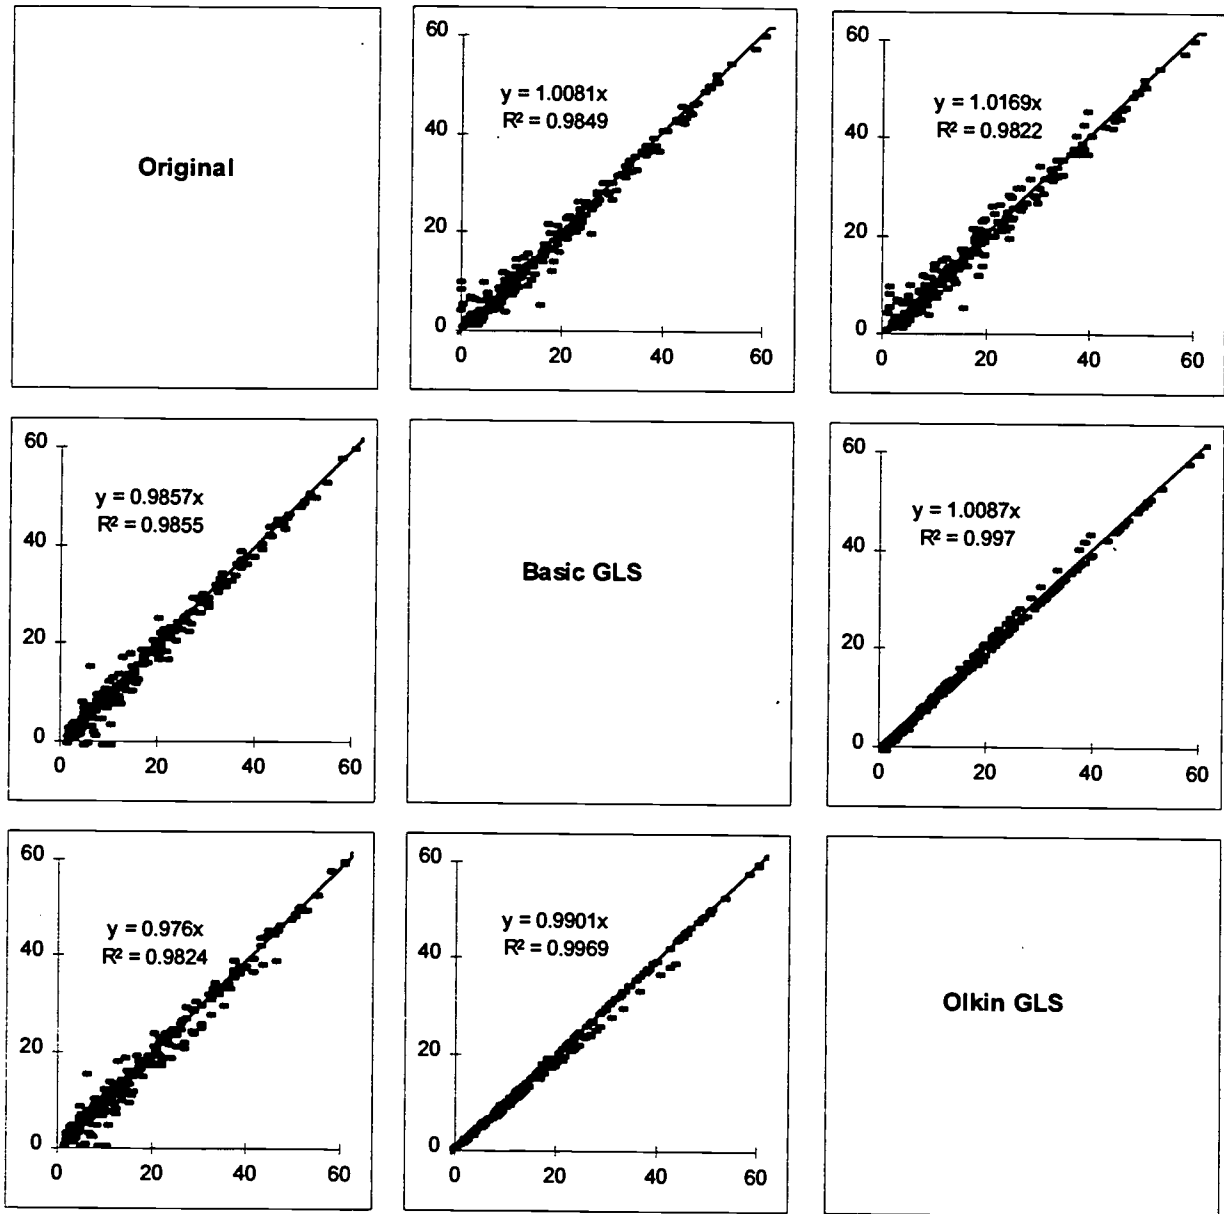 Original
60
40
20
0
y = 1.0081x
R² = 0.9849
0 20 40 60
60
40
20
0
y = 1.0169x
R² = 0.9822
0 20 40 60
60
40
20
0
y = 0.9857x
R² = 0.9855
0 20 40 60
Basic GLS
60
40
20
0
y = 1.0087x
R² = 0.997
0 20 40 60
60
40
20
0
y = 0.976x
R² = 0.9824
0 20 40 60
60
40
20
0
y = 0.9901x
R² = 0.9969
0 20 40 60
Olkin GLS